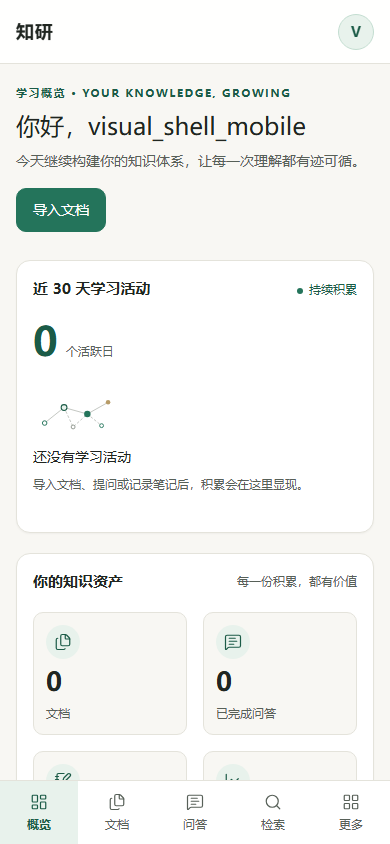 知研
V
学习概览 • YOUR KNOWLEDGE, GROWING
你好，visual_shell_mobile
今天继续构建你的知识体系，让每一次理解都有迹可循。
导入文档
近 30 天学习活动
持续积累
0 个活跃日
还没有学习活动
导入文档、提问或记录笔记后，积累会在这里显现。
你的知识资产
每一份积累，都有价值
0
文档
0
已完成问答
概览
文档
问答
检索
更多